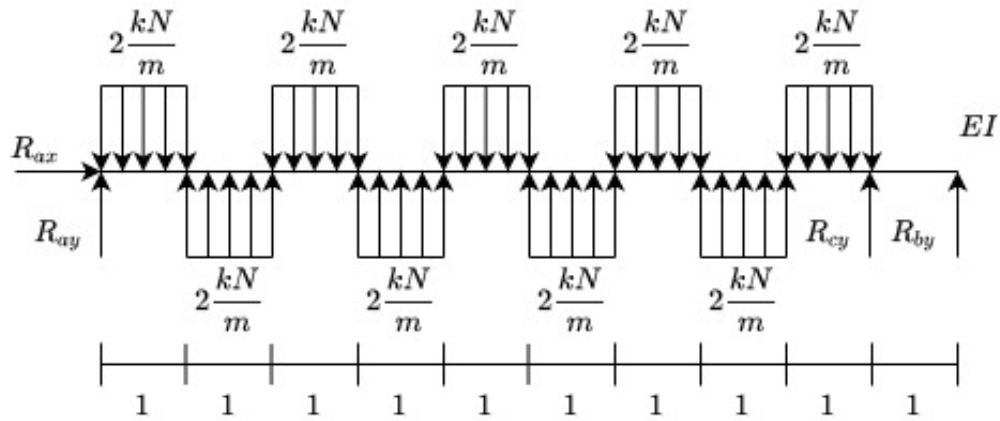 2 kN/m 2 kN/m 2 kN/m 2 kN/m 2 kN/m
EI
R_ax
R_ay R_cy R_by
2 kN/m 2 kN/m 2 kN/m 2 kN/m
1 1 1 1 1 1 1 1 1 1